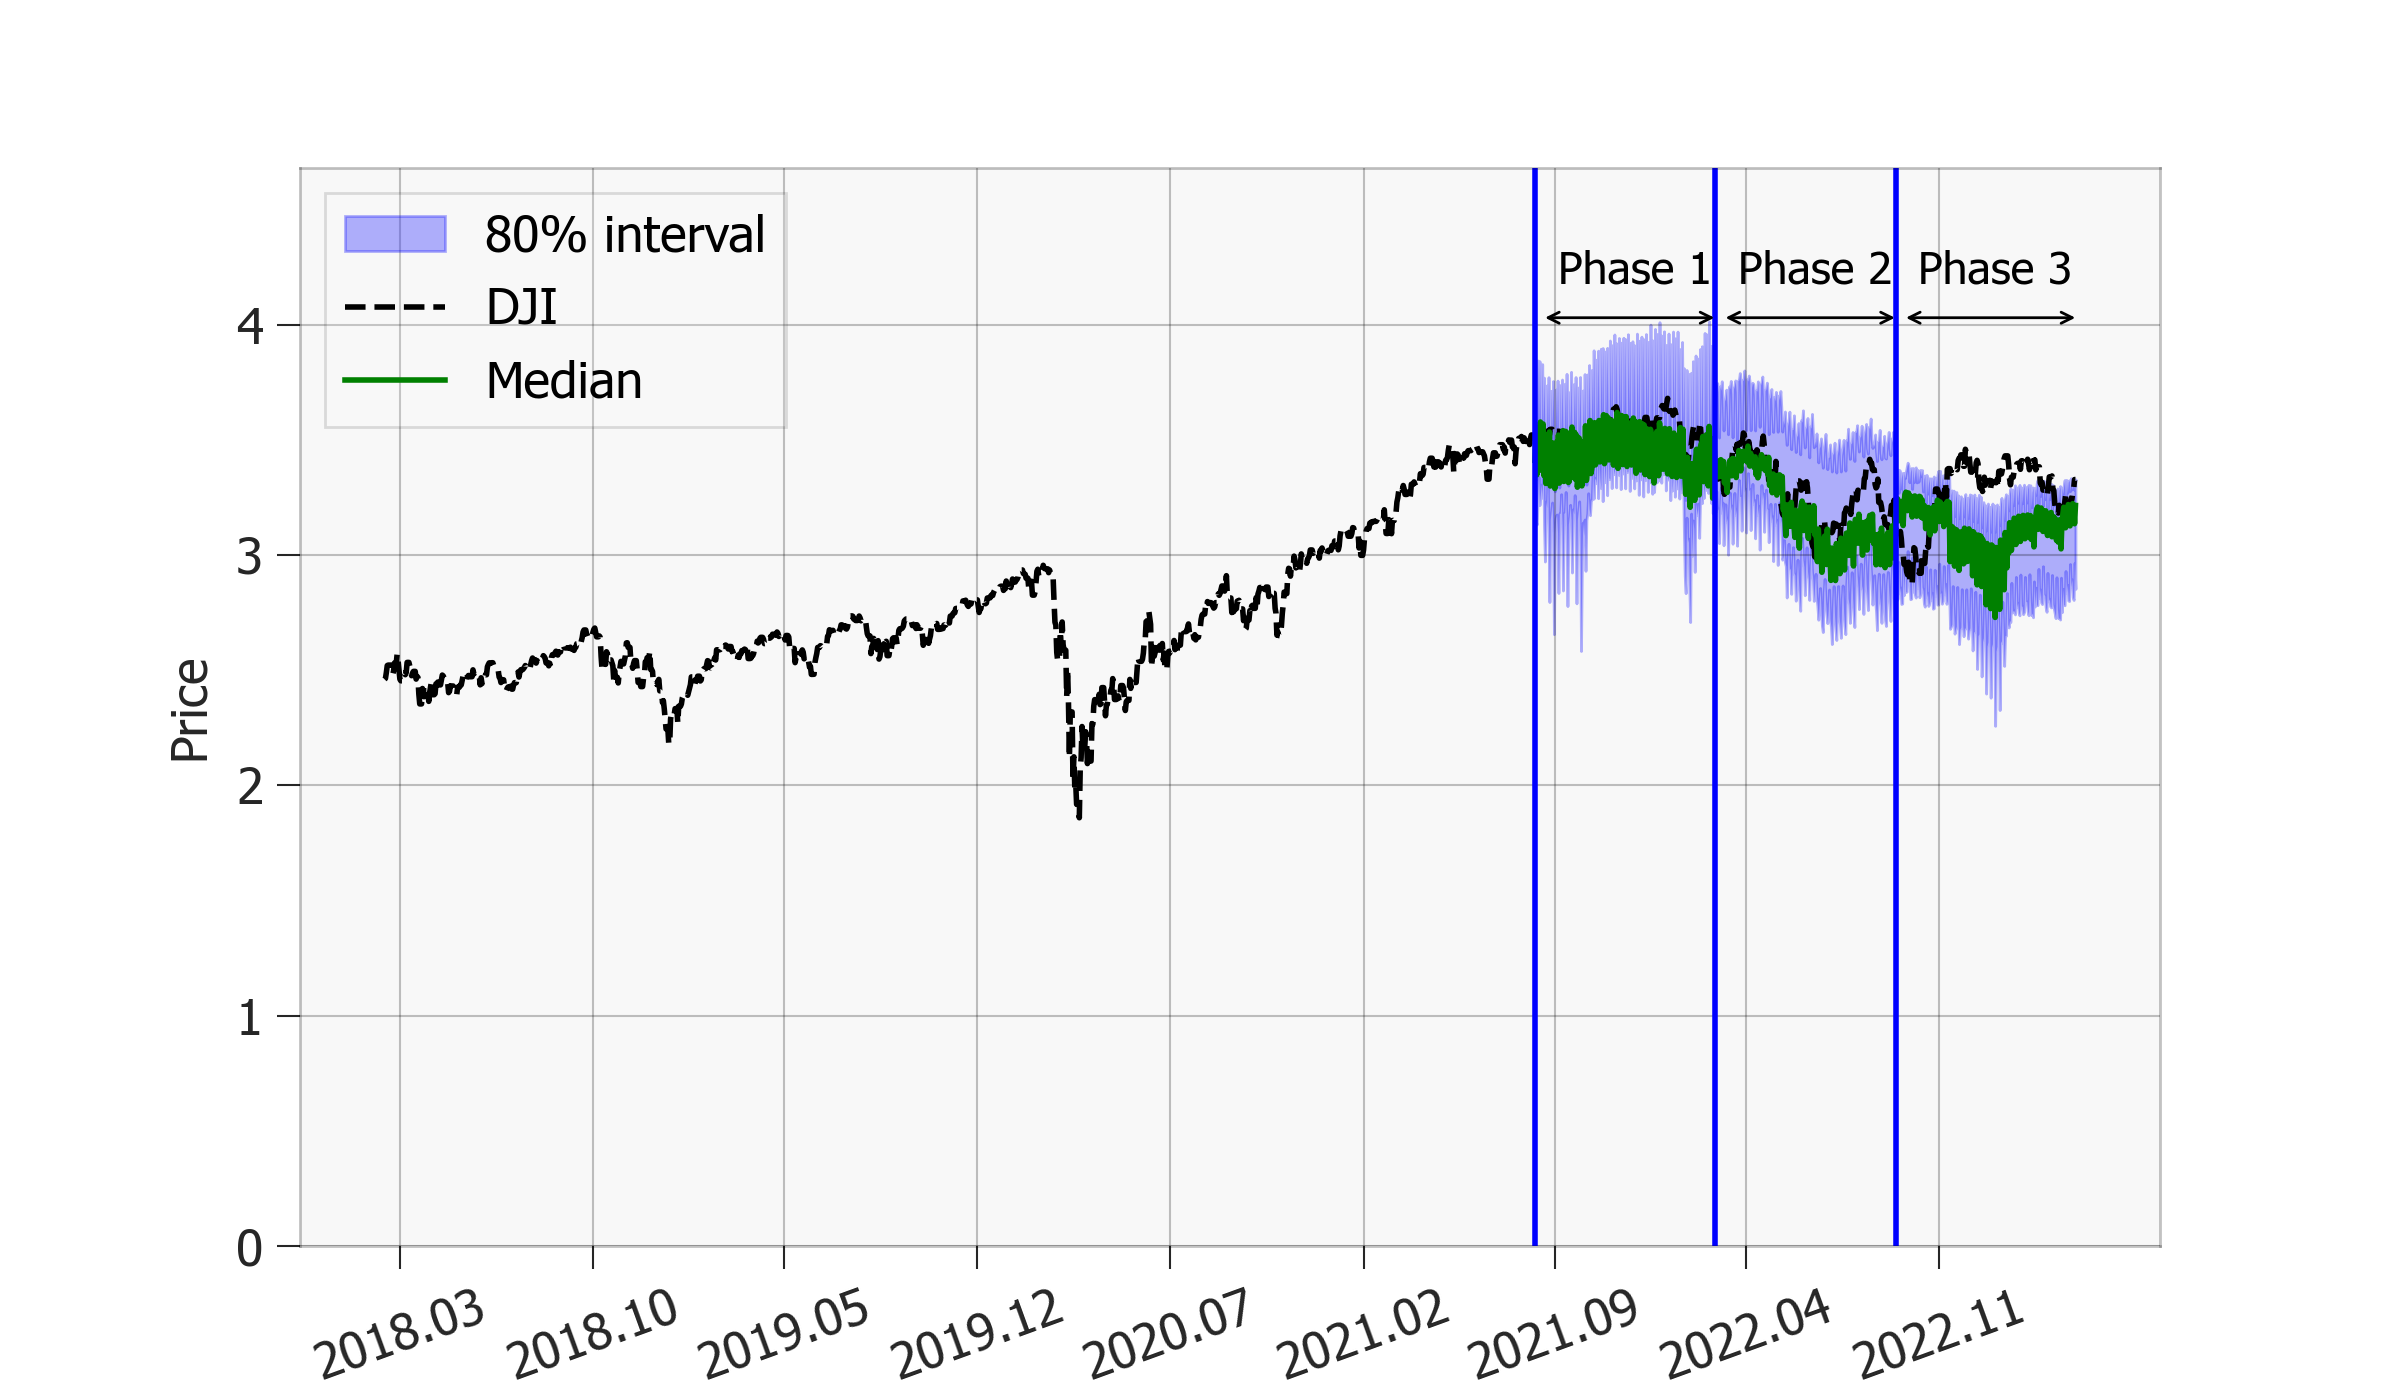 80% interval
DJI
Median
Phase 1
Phase 2
Phase 3
Price
4
3
2
1
0
2018.03
2018.10
2019.05
2019.12
2020.07
2021.02
2021.09
2022.04
2022.11